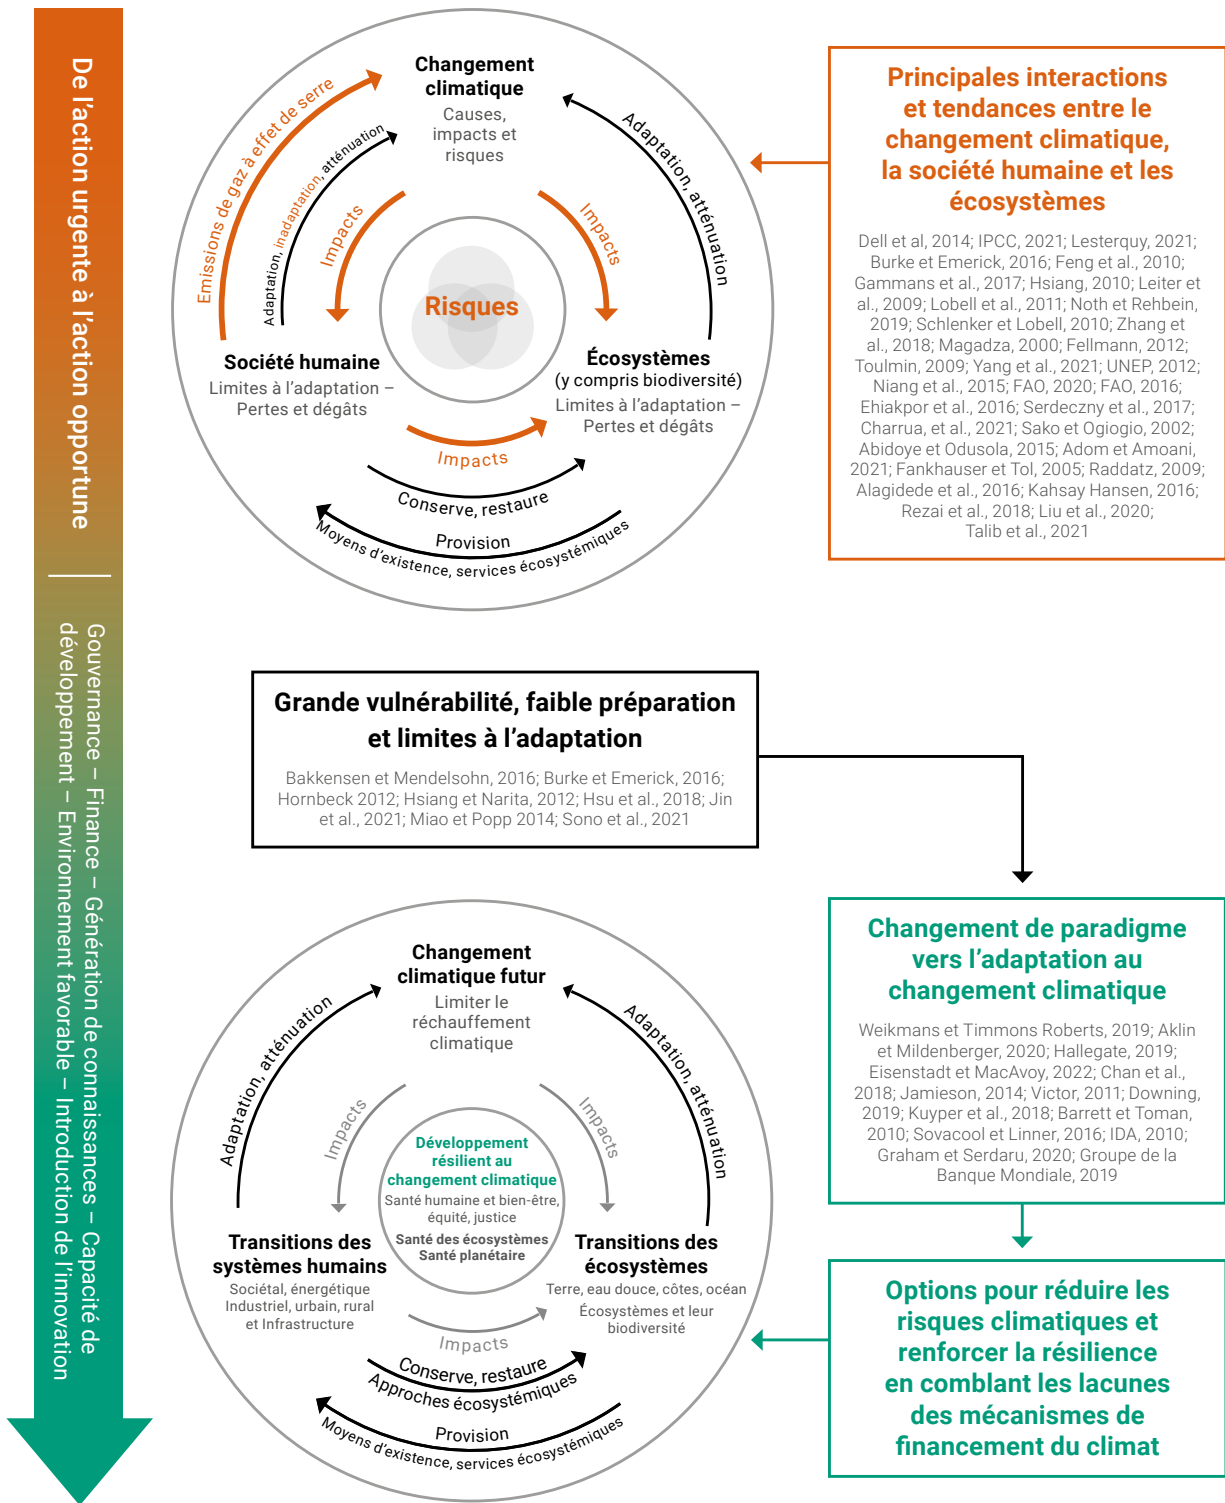 De l'action urgente à l'action opportune
Gouvernance – Finance – Génération de connaissances – Capacité de
développement – Environnement favorable – Introduction de l'innovation
Changement
climatique
Causes,
impacts et
risques
Emissions de gaz à effet de serre
Adaptation, inadaptation, atténuation
Impacts
Impacts
Adaptation, atténuation
Risques
Société humaine
Limites à l'adaptation –
Pertes et dégâts
Écosystèmes
(y compris biodiversité)
Limites à l'adaptation –
Pertes et dégâts
Impacts
Conserve, restaure
Provision
Moyens d'existence, services écosystémiques
Principales interactions
et tendances entre le
changement climatique,
la société humaine et les
écosystèmes
Dell et al, 2014; IPCC, 2021; Lesterquy, 2021;
Burke et Emerick, 2016; Feng et al., 2010;
Gammans et al., 2017; Hsiang, 2010; Leiter et
al., 2009; Lobell et al., 2011; Noth et Rehbein,
2019; Schlenker et Lobell, 2010; Zhang et
al., 2018; Magadza, 2000; Fellmann, 2012;
Toulmin, 2009; Yang et al., 2021; UNEP, 2012;
Niang et al., 2015; FAO, 2020; FAO, 2016;
Ehiakpor et al., 2016; Serdeczny et al., 2017;
Charrua, et al., 2021; Sako et Ogiogio, 2002;
Abidoye et Odusola, 2015; Adom et Amoani,
2021; Fankhauser et Tol, 2005; Raddatz, 2009;
Alagidede et al., 2016; Kahsay Hansen, 2016;
Rezai et al., 2018; Liu et al., 2020;
Talib et al., 2021
Grande vulnérabilité, faible préparation
et limites à l'adaptation
Bakkensen et Mendelsohn, 2016; Burke et Emerick, 2016;
Hornbeck 2012; Hsiang et Narita, 2012; Hsu et al., 2018; Jin
et al., 2021; Miao et Popp 2014; Sono et al., 2021
Changement de paradigme
vers l'adaptation au
changement climatique
Weikmans et Timmons Roberts, 2019; Aklin
et Mildenberger, 2020; Hallegate, 2019;
Eisenstadt et MacAvoy, 2022; Chan et al.,
2018; Jamieson, 2014; Victor, 2011; Downing,
2019; Kuyper et al., 2018; Barrett et Toman,
2010; Sovacool et Linner, 2016; IDA, 2010;
Graham et Serdaru, 2020; Groupe de la
Banque Mondiale, 2019
Options pour réduire les
risques climatiques et
renforcer la résilience
en comblant les lacunes
des mécanismes de
financement du climat
Changement
climatique futur
Limiter le
réchauffement
climatique
Adaptation, atténuation
Impacts
Impacts
Adaptation, atténuation
Développement
résilient au
changement climatique
Santé humaine et bien-être,
équité, justice
Santé des écosystèmes
Santé planétaire
Transitions des
systèmes humains
Sociétal, énergétique
Industriel, urbain, rural
et Infrastructure
Transitions des
écosystèmes
Terre, eau douce, côtes, océan
Écosystèmes et leur
biodiversité
Impacts
Conserve, restaure
Approches écosystémiques
Provision
Moyens d'existence, services écosystémiques